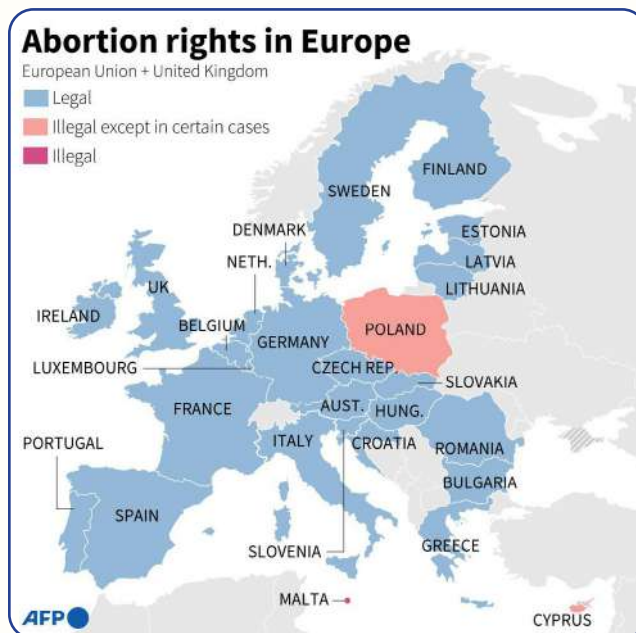 Abortion rights in Europe
European Union + United Kingdom
Legal
Illegal except in certain cases
Illegal
FINLAND
SWEDEN
DENMARK
ESTONIA
NETH.
LATVIA
UK
LITHUANIA
IRELAND
BELGIUM
POLAND
GERMANY
LUXEMBOURG
CZECH REP.
SLOVAKIA
FRANCE
AUST.
HUNG.
PORTUGAL
ITALY
CROATIA
ROMANIA
BULGARIA
SPAIN
SLOVENIA
GREECE
MALTA
AFP
CYPRUS